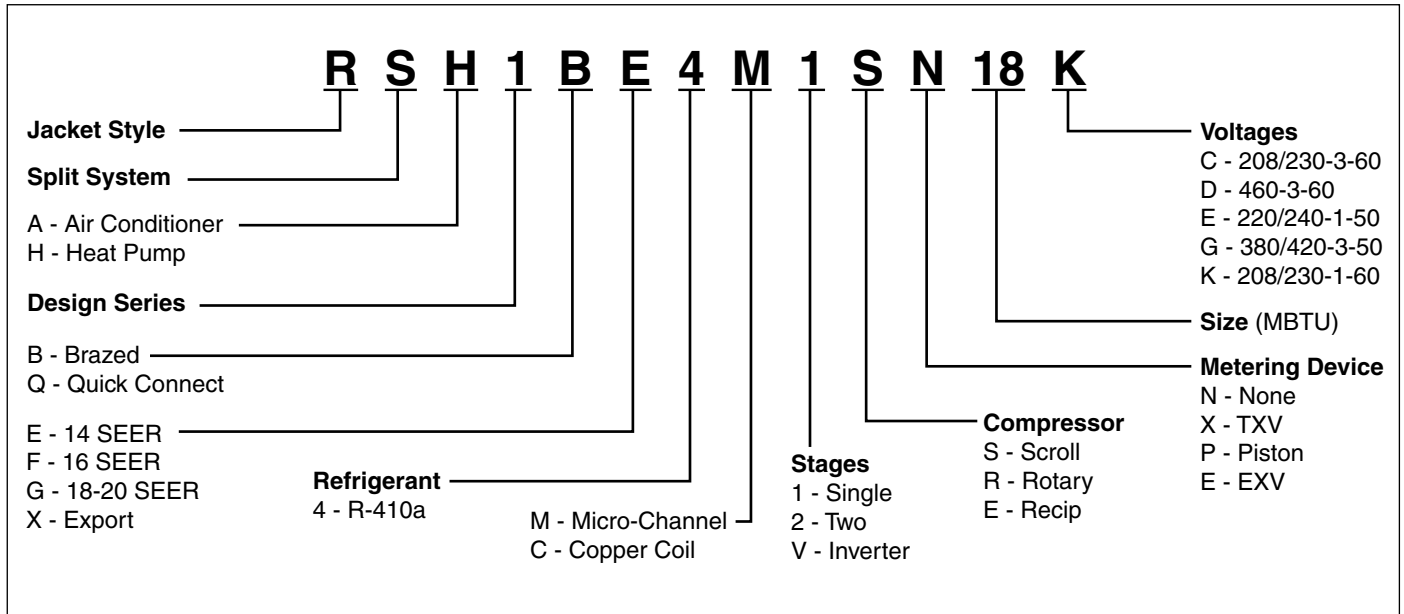 R S H 1 B E 4 M 1 S N 18 K
Jacket Style
Split System
A - Air Conditioner
H - Heat Pump
Design Series
B - Brazed
Q - Quick Connect
E - 14 SEER
F - 16 SEER
G - 18-20 SEER
X - Export
Refrigerant
4 - R-410a
M - Micro-Channel
C - Copper Coil
Stages
1 - Single
2 - Two
V - Inverter
Compressor
S - Scroll
R - Rotary
E - Recip
Voltages
C - 208/230-3-60
D - 460-3-60
E - 220/240-1-50
G - 380/420-3-50
K - 208/230-1-60
Size (MBTU)
Metering Device
N - None
X - TXV
P - Piston
E - EXV